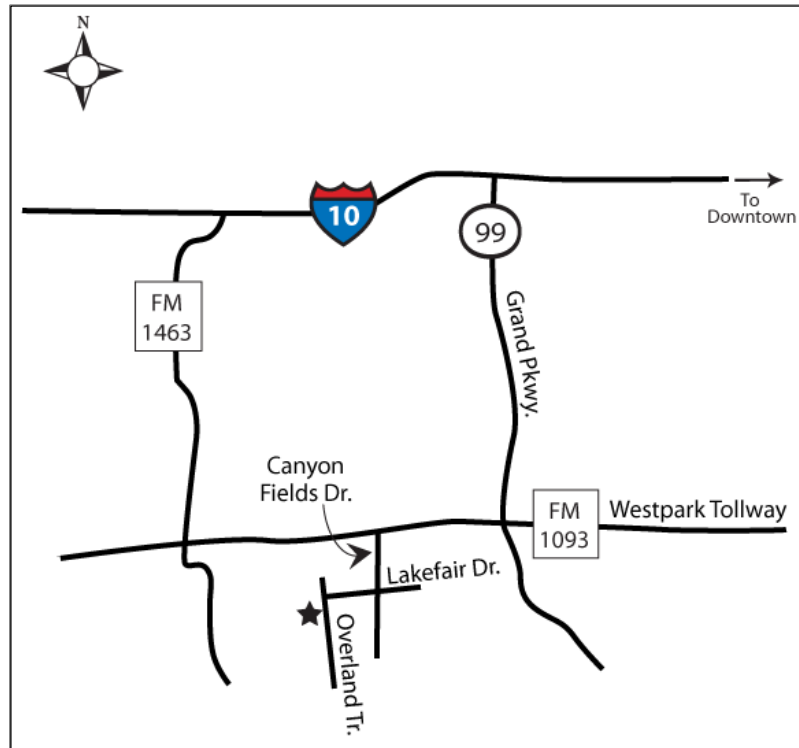 N
10
To
Downtown
99
FM
1463
Grand Pkwy.
Canyon
Fields Dr.
FM
1093
Westpark Tollway
Lakefair Dr.
Overland Tr.